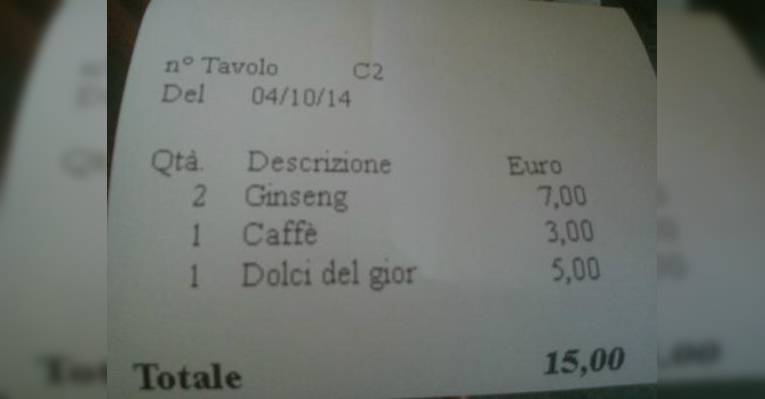 n° Tavolo C2
Del 04/10/14
Qtà. Descrizione Euro
2 Ginseng 7,00
1 Caffè 3,00
1 Dolci del gior 5,00
Totale 15,00